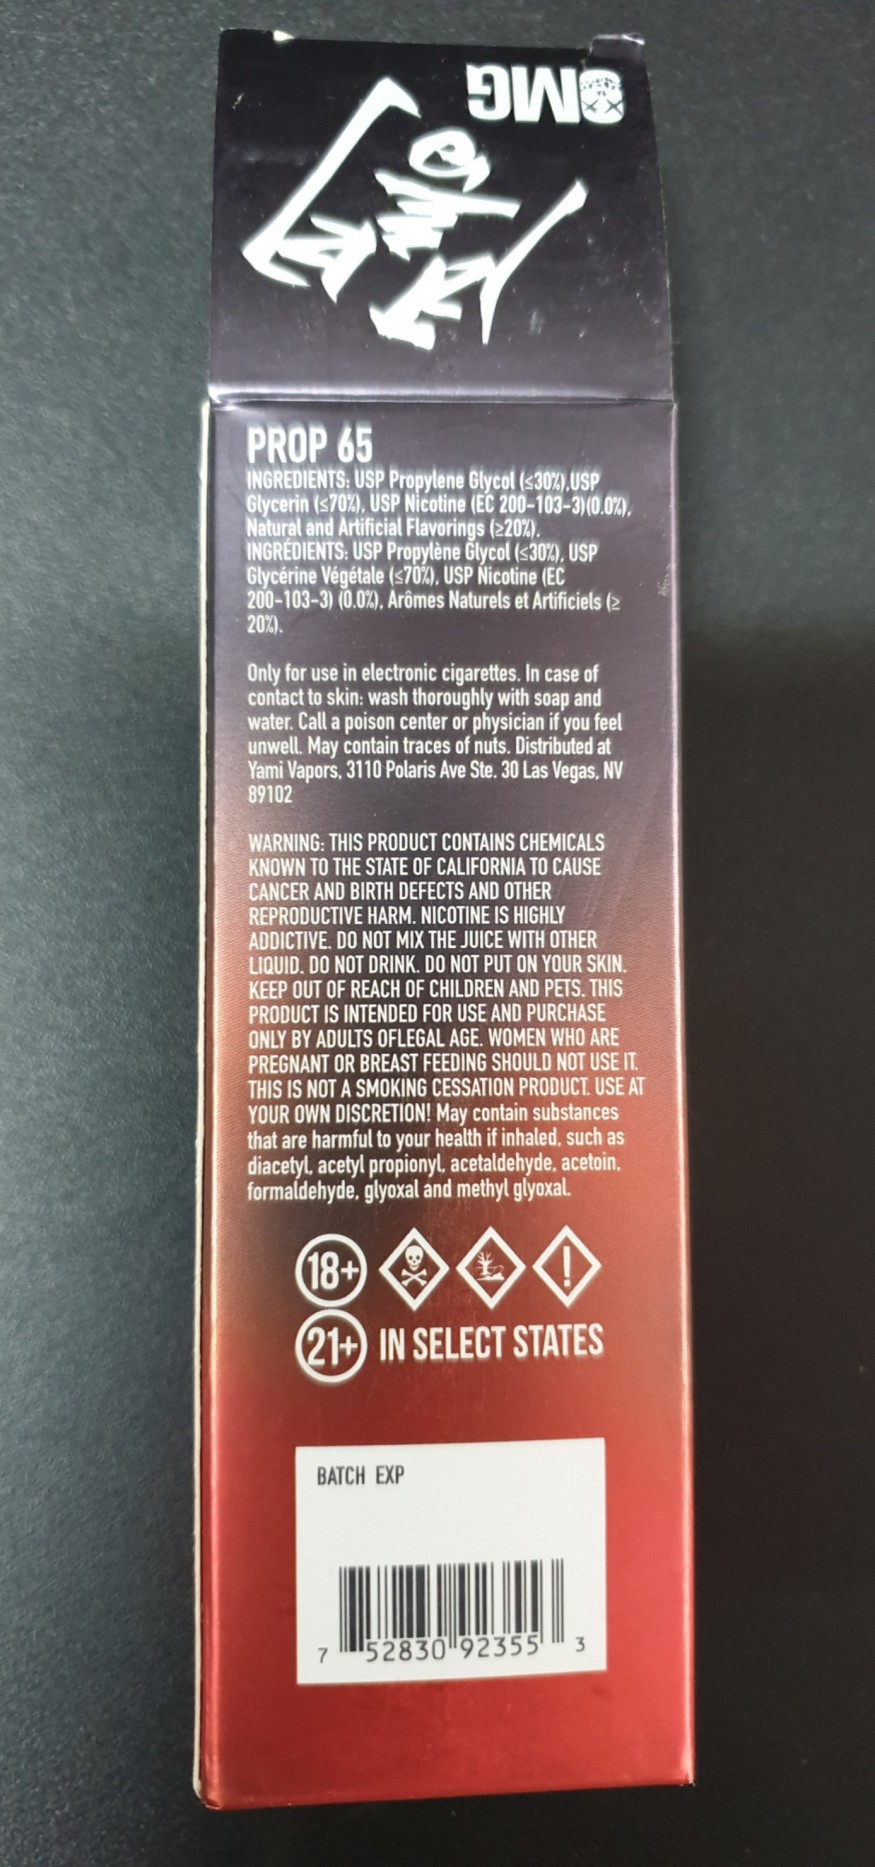 OMG
PROP 65
INGREDIENTS: USP Propylene Glycol (≤30%),USP
Glycerin (≤70%), USP Nicotine (EC 200-103-3)(0.0%),
Natural and Artificial Flavorings (≥20%).
INGRÉDIENTS: USP Propylène Glycol (≤30%), USP
Glycérine Végétale (≤70%), USP Nicotine (EC
200-103-3) (0.0%), Arômes Naturels et Artificiels (≥
20%).
Only for use in electronic cigarettes. In case of
contact to skin: wash thoroughly with soap and
water. Call a poison center or physician if you feel
unwell. May contain traces of nuts. Distributed at
Yami Vapors, 3110 Polaris Ave Ste. 30 Las Vegas, NV
89102
WARNING: THIS PRODUCT CONTAINS CHEMICALS
KNOWN TO THE STATE OF CALIFORNIA TO CAUSE
CANCER AND BIRTH DEFECTS AND OTHER
REPRODUCTIVE HARM. NICOTINE IS HIGHLY
ADDICTIVE. DO NOT MIX THE JUICE WITH OTHER
LIQUID. DO NOT DRINK. DO NOT PUT ON YOUR SKIN.
KEEP OUT OF REACH OF CHILDREN AND PETS. THIS
PRODUCT IS INTENDED FOR USE AND PURCHASE
ONLY BY ADULTS OFLEGAL AGE. WOMEN WHO ARE
PREGNANT OR BREAST FEEDING SHOULD NOT USE IT.
THIS IS NOT A SMOKING CESSATION PRODUCT. USE AT
YOUR OWN DISCRETION! May contain substances
that are harmful to your health if inhaled, such as
diacetyl, acetyl propionyl, acetaldehyde, acetoin,
formaldehyde, glyoxal and methyl glyoxal.
18+
21+ IN SELECT STATES
BATCH EXP
7 52830 92355 3